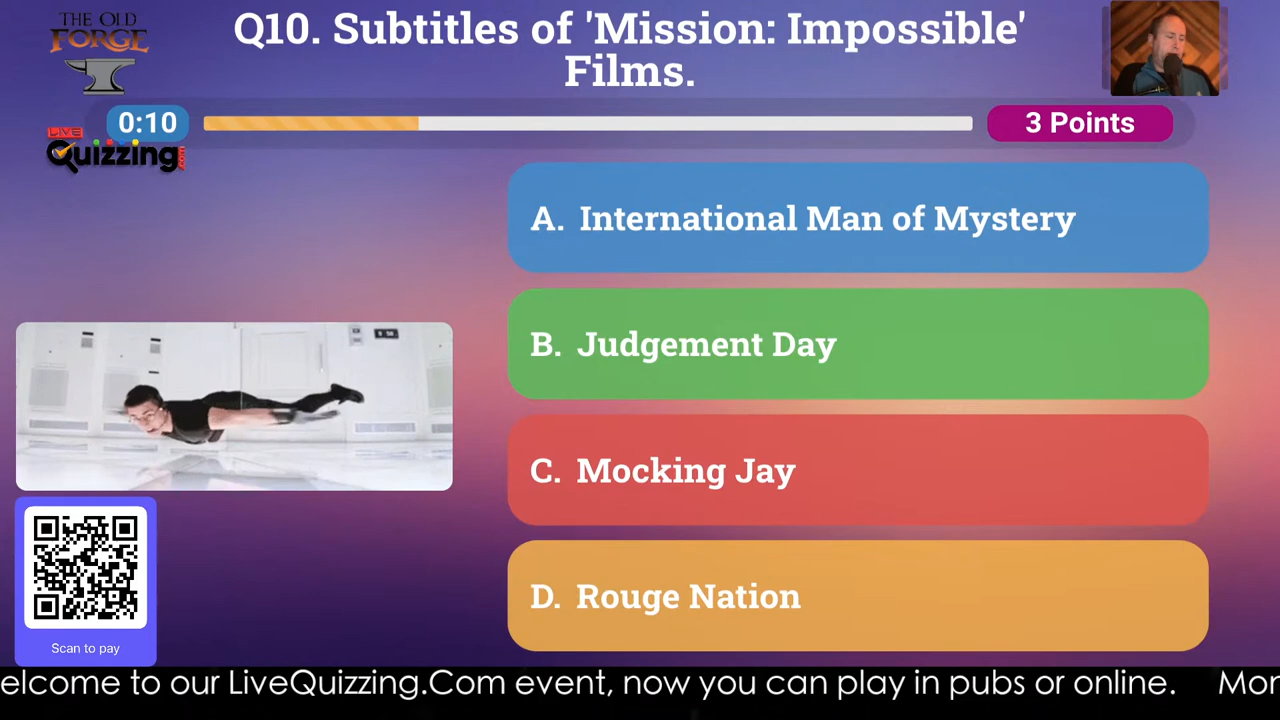 THE OLD
FORGE
Q10. Subtitles of 'Mission: Impossible'
Films.
0:10
3 Points
LIVE
Quizzing
A. International Man of Mystery
B. Judgement Day
C. Mocking Jay
D. Rouge Nation
Scan to pay
elcome to our LiveQuizzing.Com event, now you can play in pubs or online. Mor